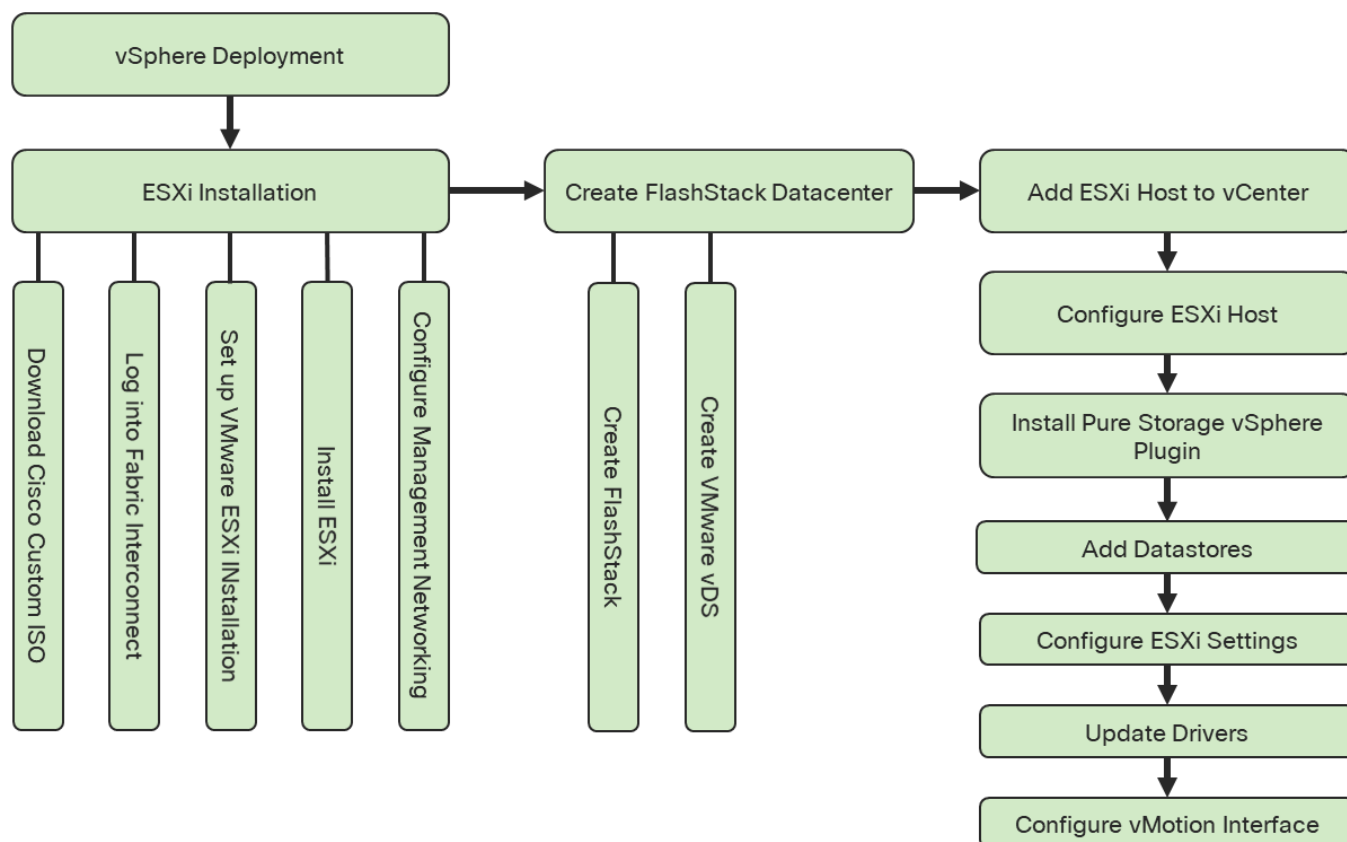 vSphere Deployment
ESXi Installation
Download Cisco Custom ISO
Log into Fabric Interconnect
Set up VMware ESXi INstallation
Install ESXi
Configure Management Networking
Create FlashStack Datacenter
Create FlashStack
Create VMware vDS
Add ESXi Host to vCenter
Configure ESXi Host
Install Pure Storage vSphere
Plugin
Add Datastores
Configure ESXi Settings
Update Drivers
Configure vMotion Interface